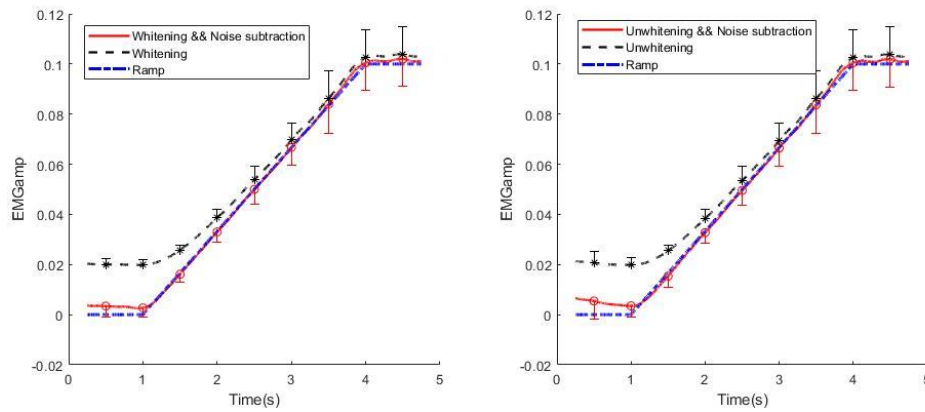 0.12
0.1
0.08
0.06
0.04
0.02
0
-0.02
EMGamp
Whitening && Noise subtraction
Whitening
Ramp
0 1 2 3 4 5
Time(s)
0.12
0.1
0.08
0.06
0.04
0.02
0
-0.02
EMGamp
Unwhitening && Noise subtraction
Unwhitening
Ramp
0 1 2 3 4 5
Time(s)